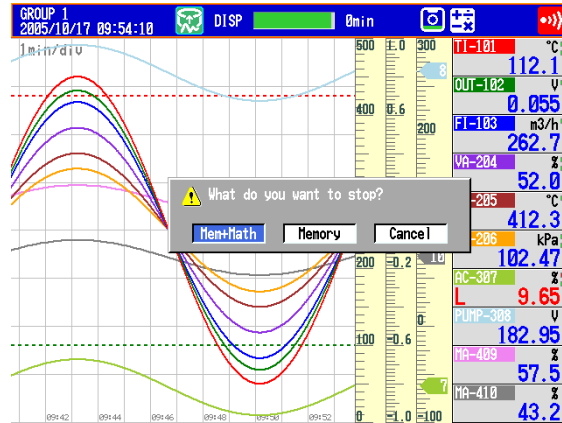 GROUP 1
2005/10/17 09:54:10
DISP
0min
1min/div
500 1.0 300
400 0.6
200
200 -0.2
100 -0.6
0
0 -1.0 -100
8
10
7
09:42 09:44 09:46 09:48 09:50 09:52
What do you want to stop?
Mem+Math Memory Cancel
TI-101 °C
112.1
OUT-102 V
0.055
FI-103 m3/h
262.7
VA-204 %
52.0
-205 °C
412.3
-206 kPa
102.47
AC-307 %
L 9.65
PUMP-308 V
182.95
MA-409 %
57.5
MA-410 %
43.2